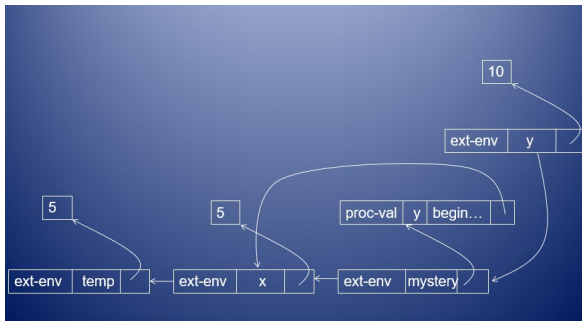 10
ext-env y
5
5
proc-val y begin...
ext-env temp
ext-env x
ext-env mystery